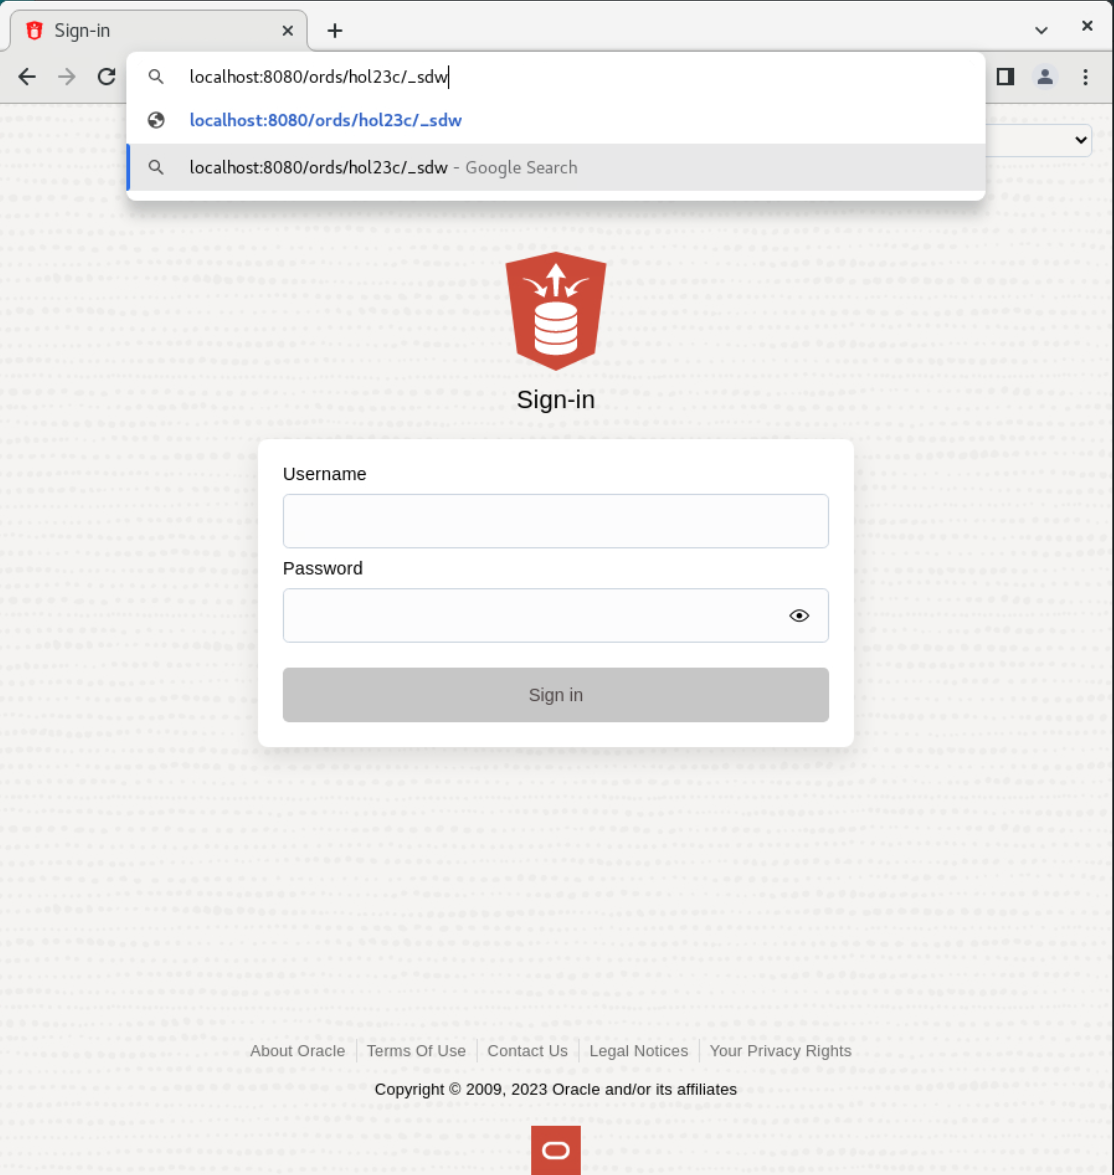 Sign-in
localhost:8080/ords/hol23c/_sdw
localhost:8080/ords/hol23c/_sdw
localhost:8080/ords/hol23c/_sdw - Google Search
Sign-in
Username
Password
Sign in
About Oracle Terms Of Use Contact Us Legal Notices Your Privacy Rights
Copyright © 2009, 2023 Oracle and/or its affiliates